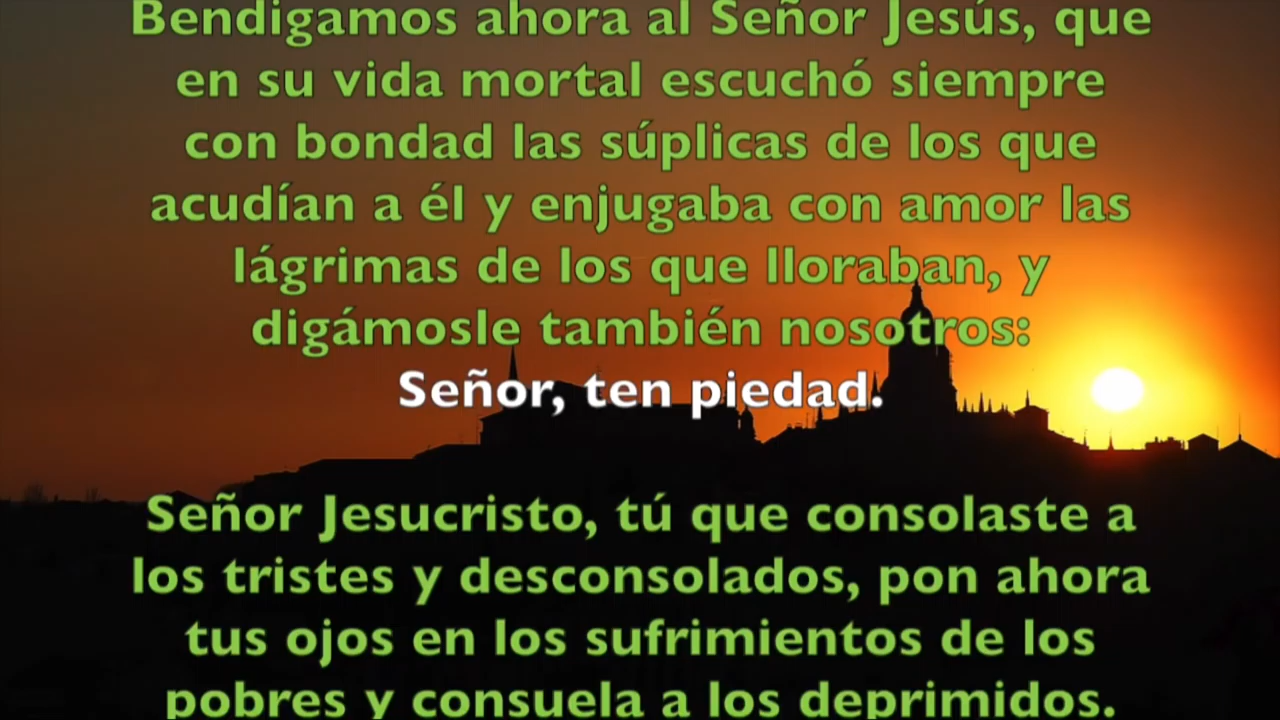 Bendigamos ahora al Señor Jesús, que
en su vida mortal escuchó siempre
con bondad las súplicas de los que
acudían a él y enjugaba con amor las
lágrimas de los que lloraban, y
digámosle también nosotros:
Señor, ten piedad.
Señor Jesucristo, tú que consolaste a
los tristes y desconsolados, pon ahora
tus ojos en los sufrimientos de los
pobres y consuela a los deprimidos.